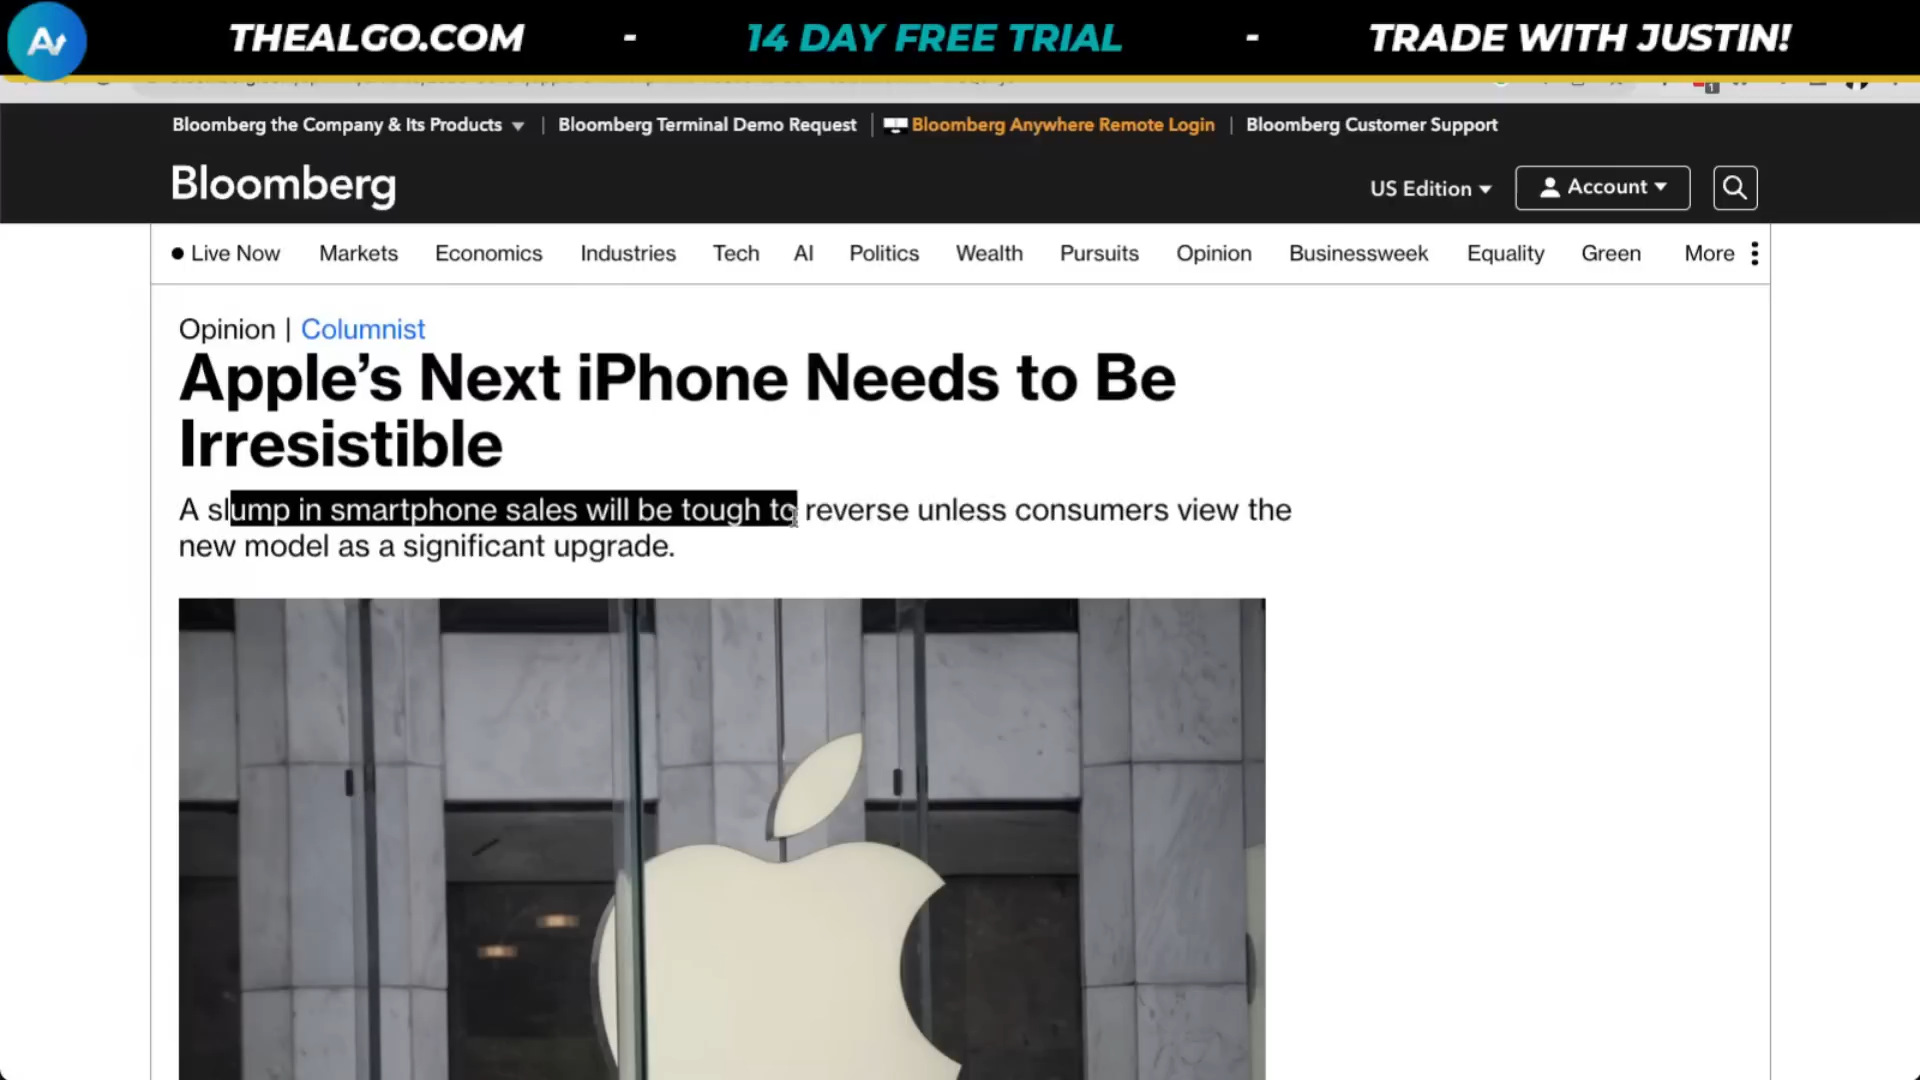 THEALGO.COM - 14 DAY FREE TRIAL - TRADE WITH JUSTIN!
Bloomberg the Company & Its Products | Bloomberg Terminal Demo Request | Bloomberg Anywhere Remote Login | Bloomberg Customer Support
Bloomberg
US Edition Account
Live Now Markets Economics Industries Tech AI Politics Wealth Pursuits Opinion Businessweek Equality Green More
Opinion | Columnist
Apple’s Next iPhone Needs to Be
Irresistible
A slump in smartphone sales will be tough to reverse unless consumers view the
new model as a significant upgrade.